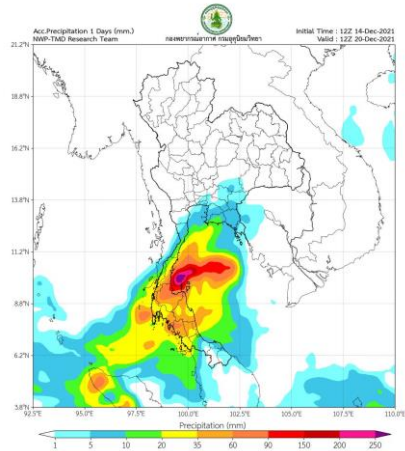 Acc.Precipitation 1 Days (mm.)
NWP-TMD Research Team
กองพยากรณ์อากาศ กรมอุตุนิยมวิทยา
Initial Time : 12Z 14-Dec-2021
Valid : 12Z 20-Dec-2021
21.2°N
18.8°N
16.2°N
13.8°N
11.2°N
8.8°N
6.2°N
3.8°N
92.5°E 95.0°E 97.5°E 100.0°E 102.5°E 105.0°E 107.5°E 110.0°E
Precipitation (mm)
1 5 10 20 35 60 90 150 200 250